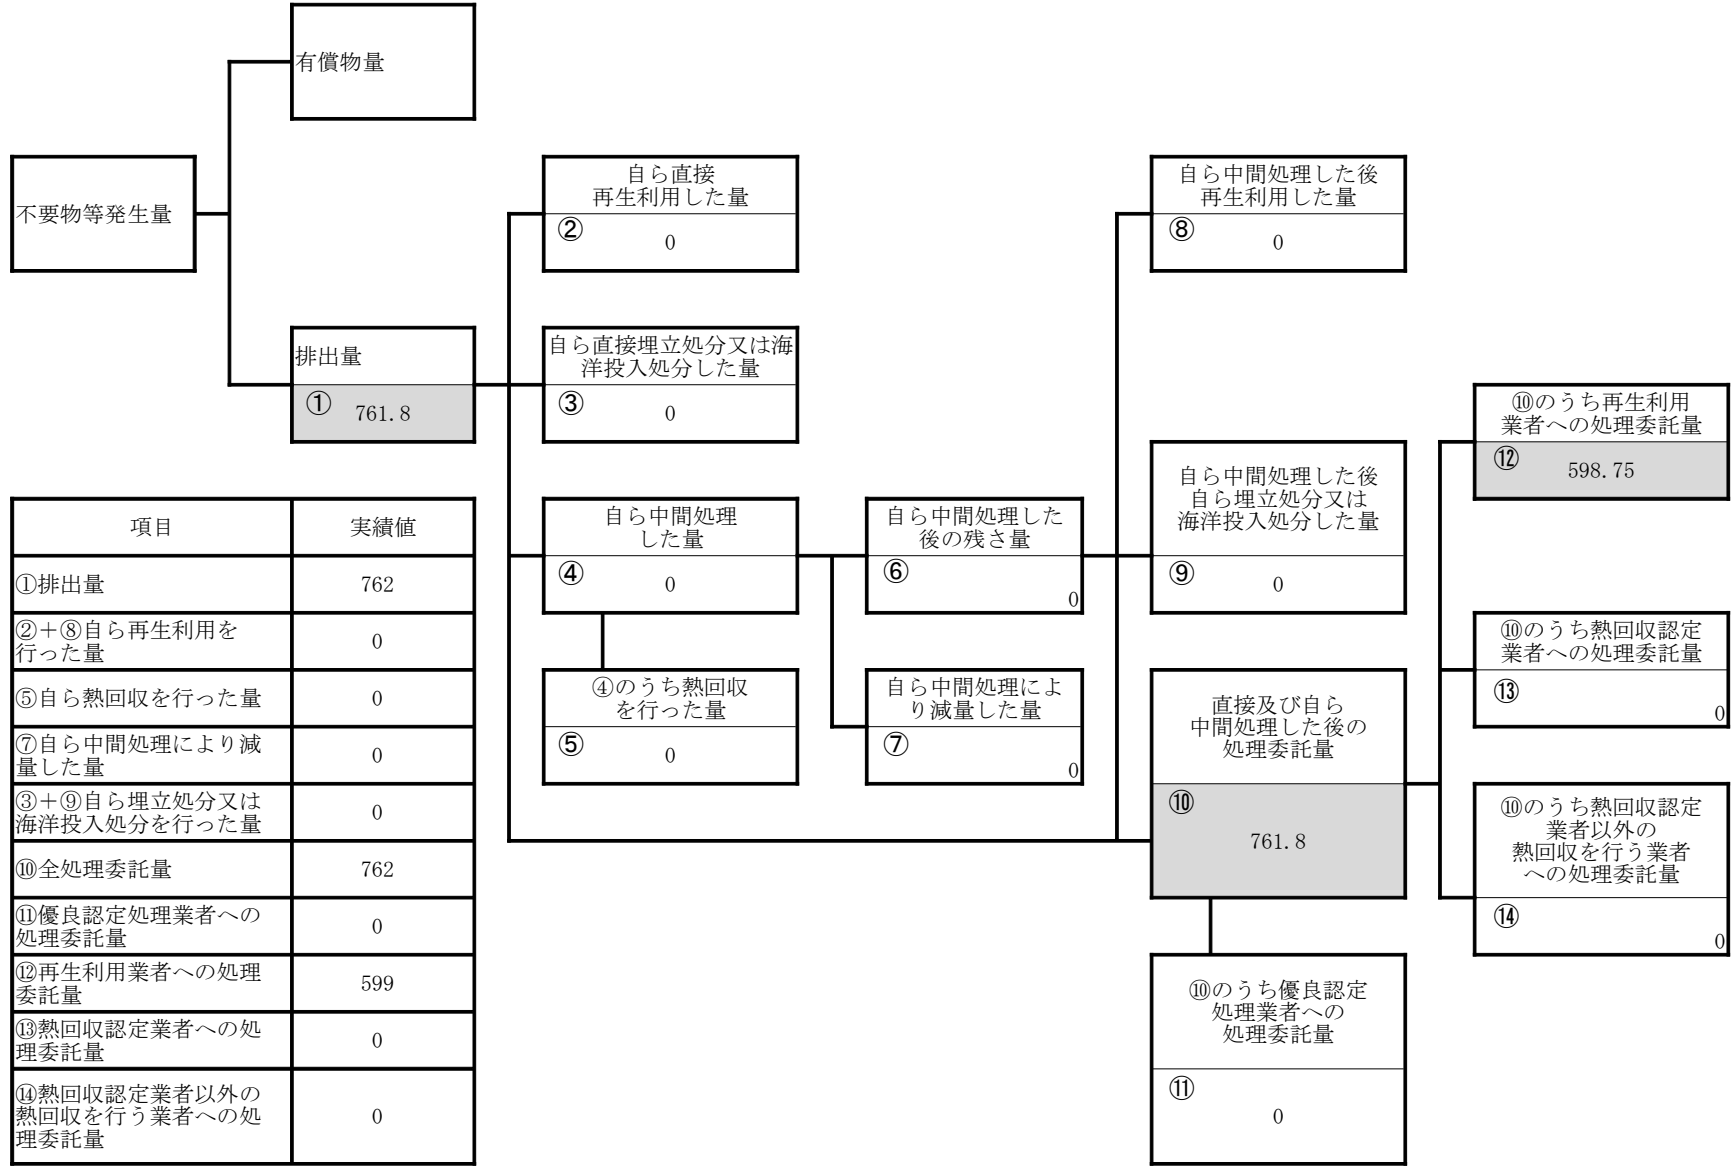 有償物量
不要物等発生量
自ら直接
再生利用した量
②
0
自ら中間処理した後
再生利用した量
⑧
0
排出量
①
761.8
自ら直接埋立処分又は海
洋投入処分した量
③
0
⑩のうち再生利用
業者への処理委託量
⑫
598.75
自ら中間処理
した量
④
0
自ら中間処理した
後の残さ量
⑥
0
自ら中間処理した後
自ら埋立処分又は
海洋投入処分した量
⑨
0
⑩のうち熱回収認定
業者への処理委託量
⑬
0
④のうち熱回収
を行った量
⑤
0
自ら中間処理によ
り減量した量
⑦
0
直接及び自ら
中間処理した後の
処理委託量
⑩
761.8
⑩のうち熱回収認定
業者以外の
熱回収を行う業者
への処理委託量
⑭
0
⑩のうち優良認定
処理業者への
処理委託量
⑪
0
項目 実績値
①排出量 762
②＋⑧自ら再生利用を
行った量 0
⑤自ら熱回収を行った量 0
⑦自ら中間処理により減
量した量 0
③＋⑨自ら埋立処分又は
海洋投入処分を行った量 0
⑩全処理委託量 762
⑪優良認定処理業者への
処理委託量 0
⑫再生利用業者への処理
委託量 599
⑬熱回収認定業者への処
理委託量 0
⑭熱回収認定業者以外の
熱回収を行う業者への処
理委託量 0